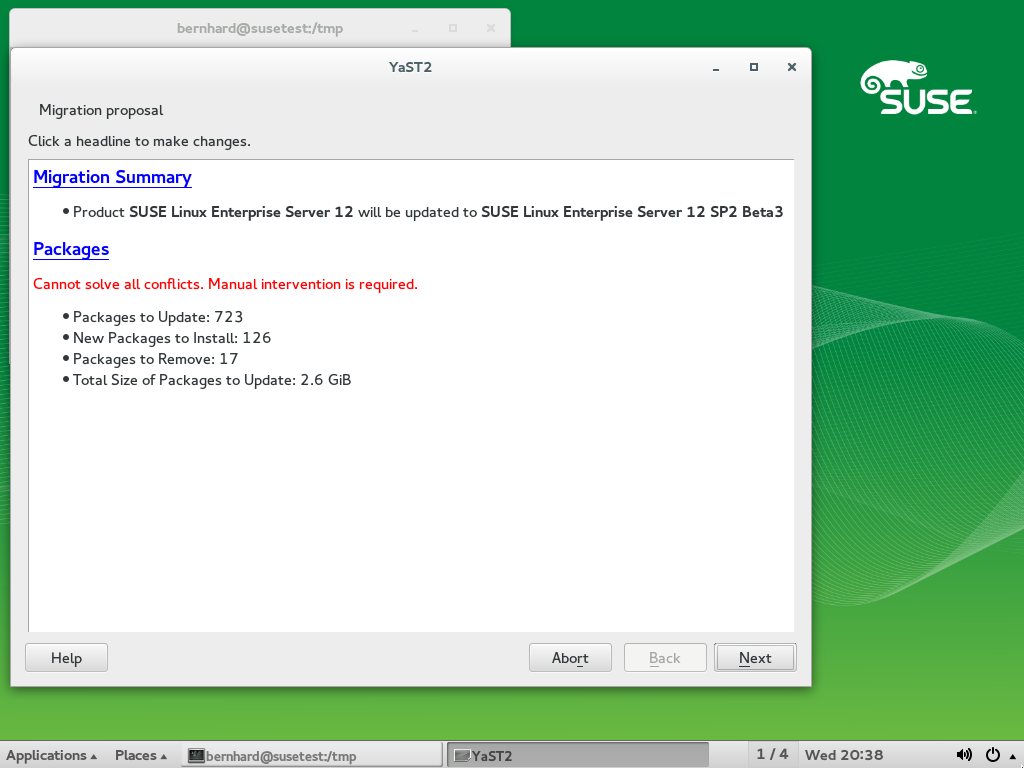 bernhard@susetest:/tmp
YaST2
SUSE
Migration proposal
Click a headline to make changes.
Migration Summary
• Product SUSE Linux Enterprise Server 12 will be updated to SUSE Linux Enterprise Server 12 SP2 Beta3
Packages
Cannot solve all conflicts. Manual intervention is required.
• Packages to Update: 723
• New Packages to Install: 126
• Packages to Remove: 17
• Total Size of Packages to Update: 2.6 GiB
Help Abort Back Next
Applications Places bernhard@susetest:/tmp YaST2 1 / 4 Wed 20:38